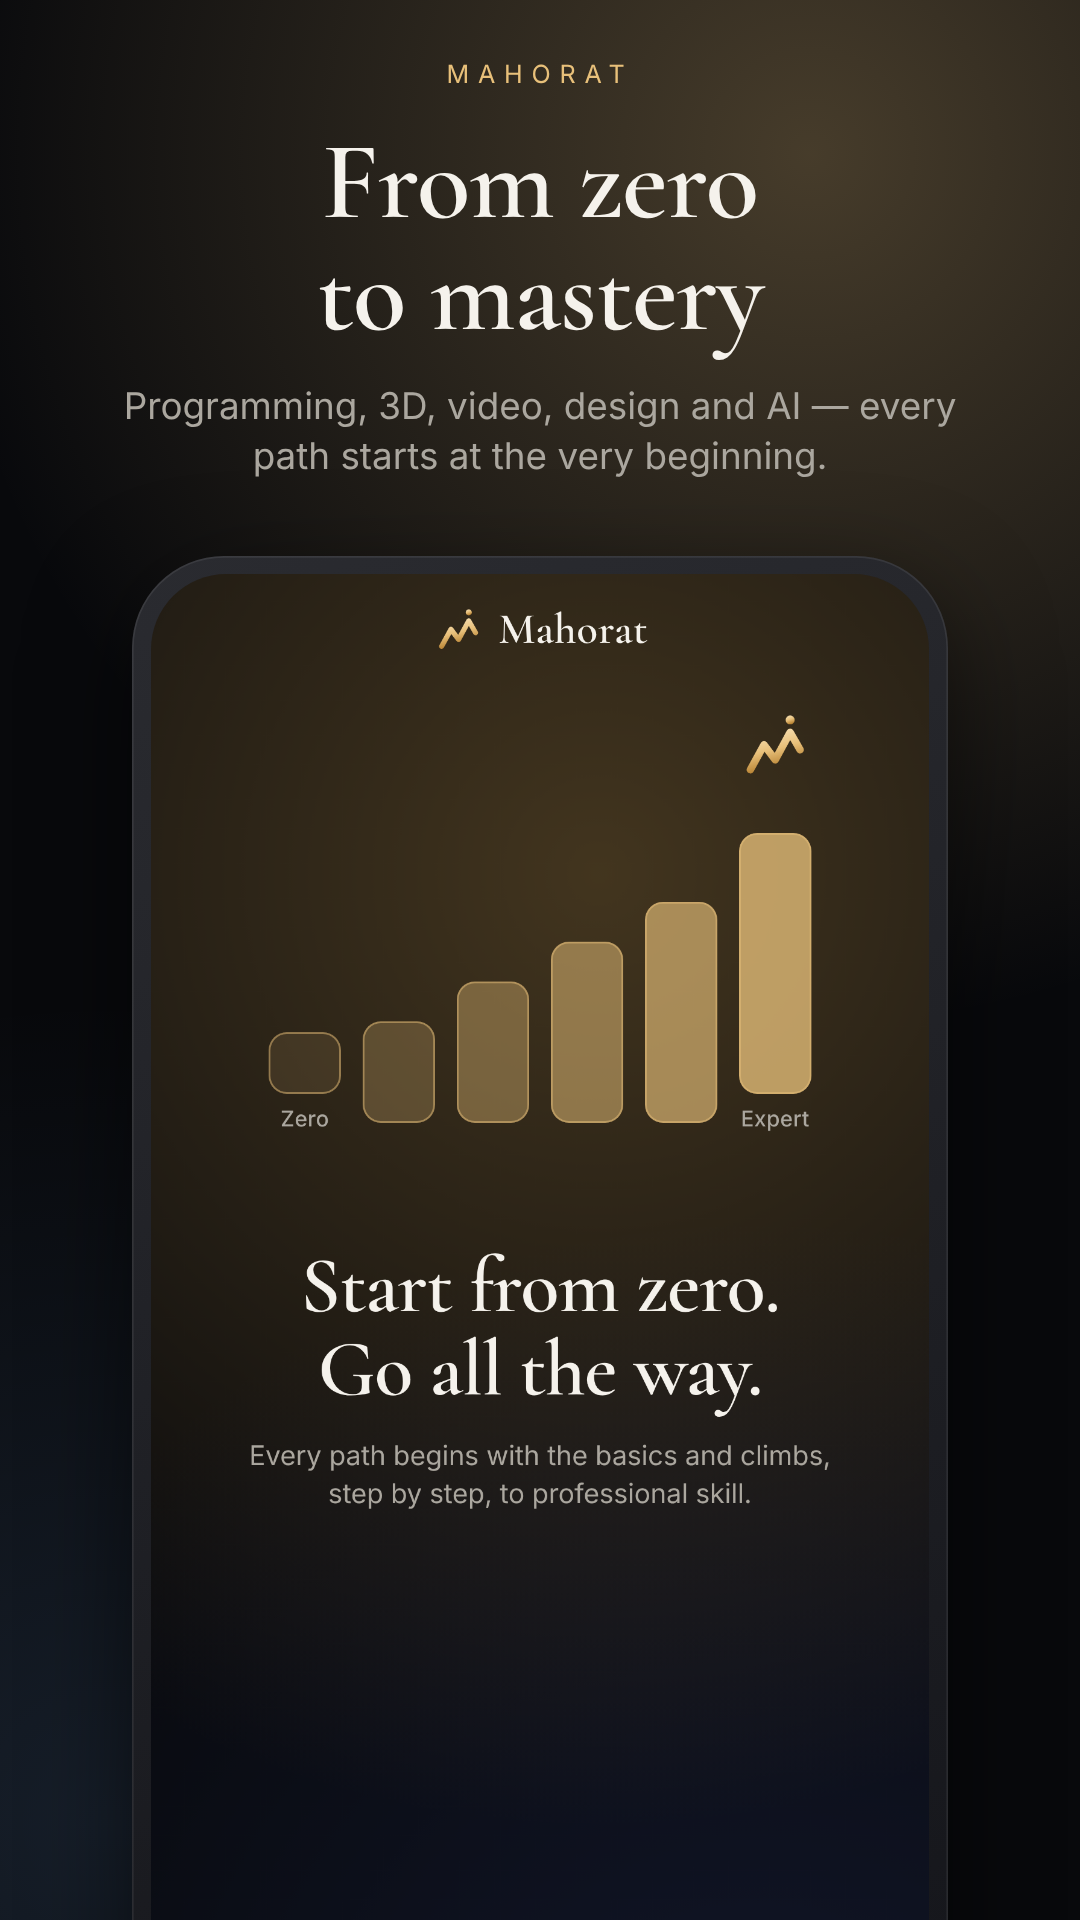 MAHORAT
From zero
to mastery
Programming, 3D, video, design and AI — every
path starts at the very beginning.
Mahorat
Zero
Expert
Start from zero.
Go all the way.
Every path begins with the basics and climbs,
step by step, to professional skill.